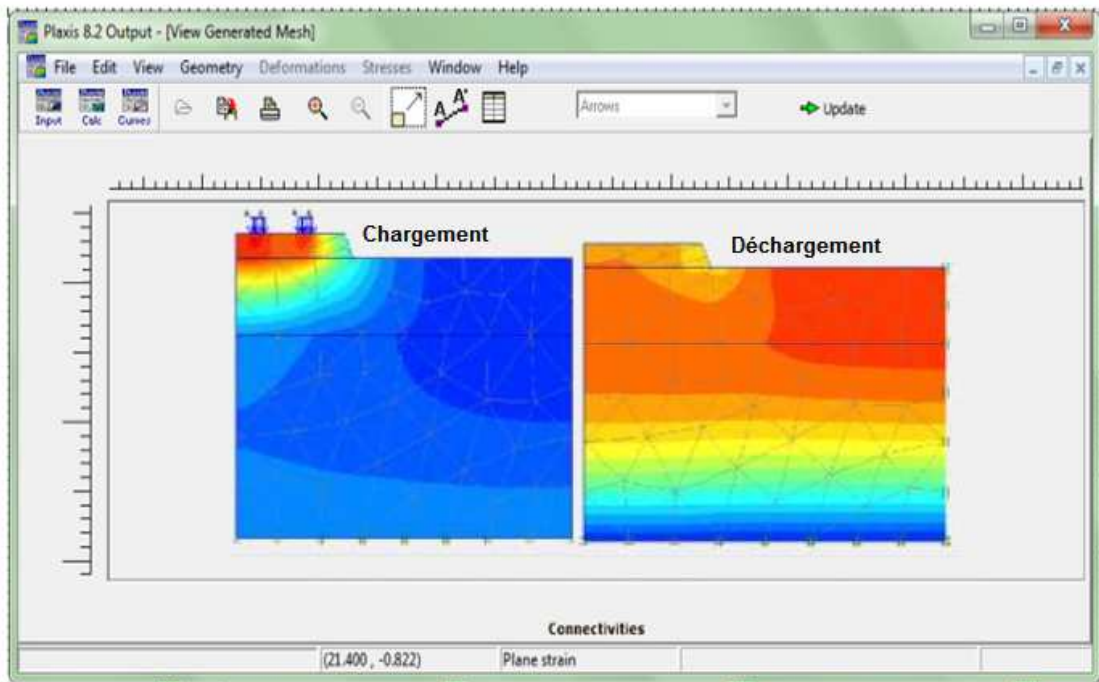 Plaxis 8.2 Output - [View Generated Mesh]
File Edit View Geometry Deformations Stresses Window Help
Input Calc Curves
Arrows
Update
Chargement
Déchargement
Connectivities
(21.400 , -0.822)
Plane strain